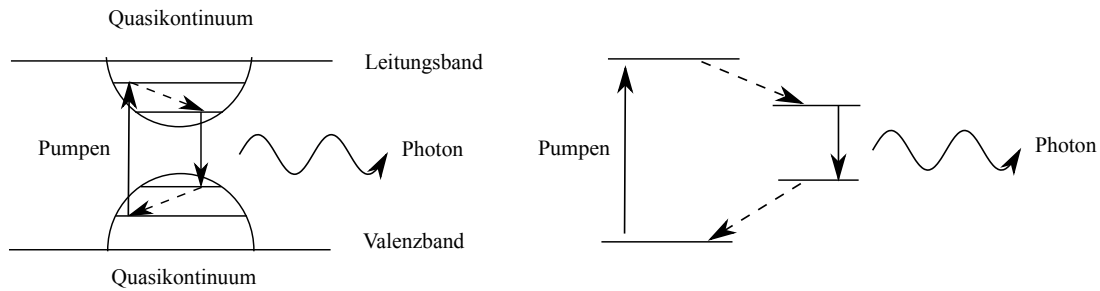 Quasikontinuum
Leitungsband
Pumpen
Photon
Valenzband
Quasikontinuum
Pumpen
Photon